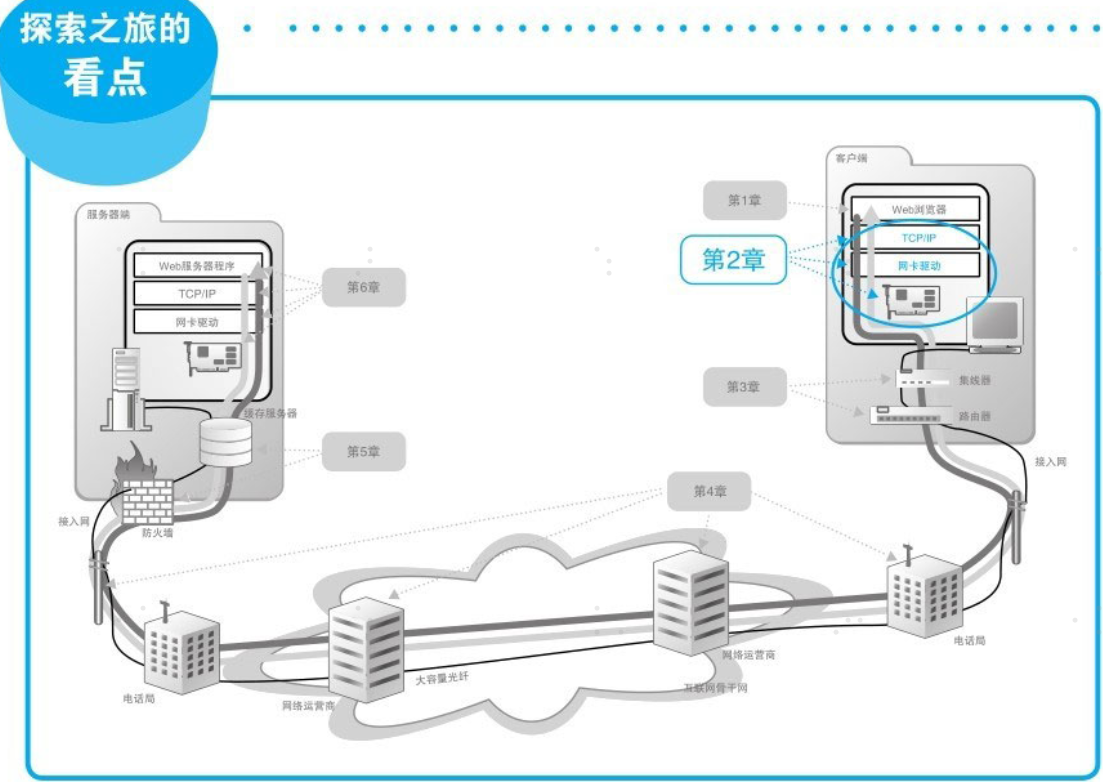 探索之旅的
看点
客户端
第1章
Web浏览器
TCP/IP
第2章
网卡驱动
服务器端
Web服务器程序
TCP/IP
网卡驱动
第6章
第3章
集线器
路由器
缓存服务器
第5章
接入网
第4章
接入网
防火墙
电话局
网络运营商
大容量光纤
互联网骨干网
网络运营商
电话局